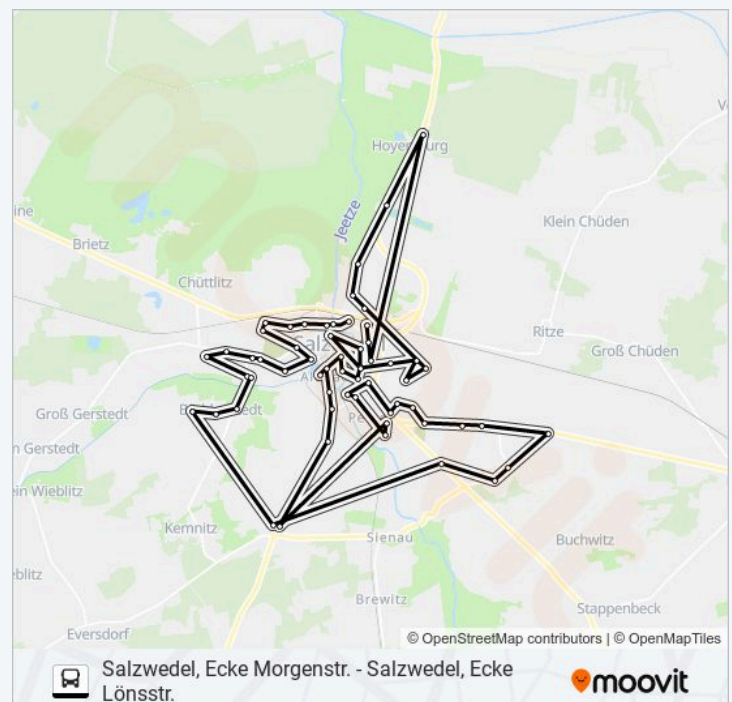 Hoyersburg
Jeetze
Klein Chüden
Brietz
Chüttlitz
Ritze
Groß Chüden
Groß Gerstedt
n Gerstedt
ein Wieblitz
Kemnitz
Sienau
Buchwitz
eblitz
Brewitz
Stappenbeck
Eversdorf
© OpenStreetMap contributors | © OpenMapTiles
Salzwedel, Ecke Morgenstr. - Salzwedel, Ecke
Lönsstr.
moovit